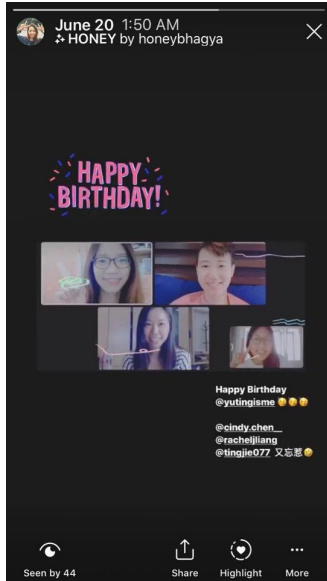 June 20 1:50 AM
HONEY by honeybhagya
HAPPY
BIRTHDAY!
Happy Birthday
@yutingisme
@cindy.chen__
@racheljliang
@tingjie077 又忘惹
Seen by 44
Share
Highlight
More